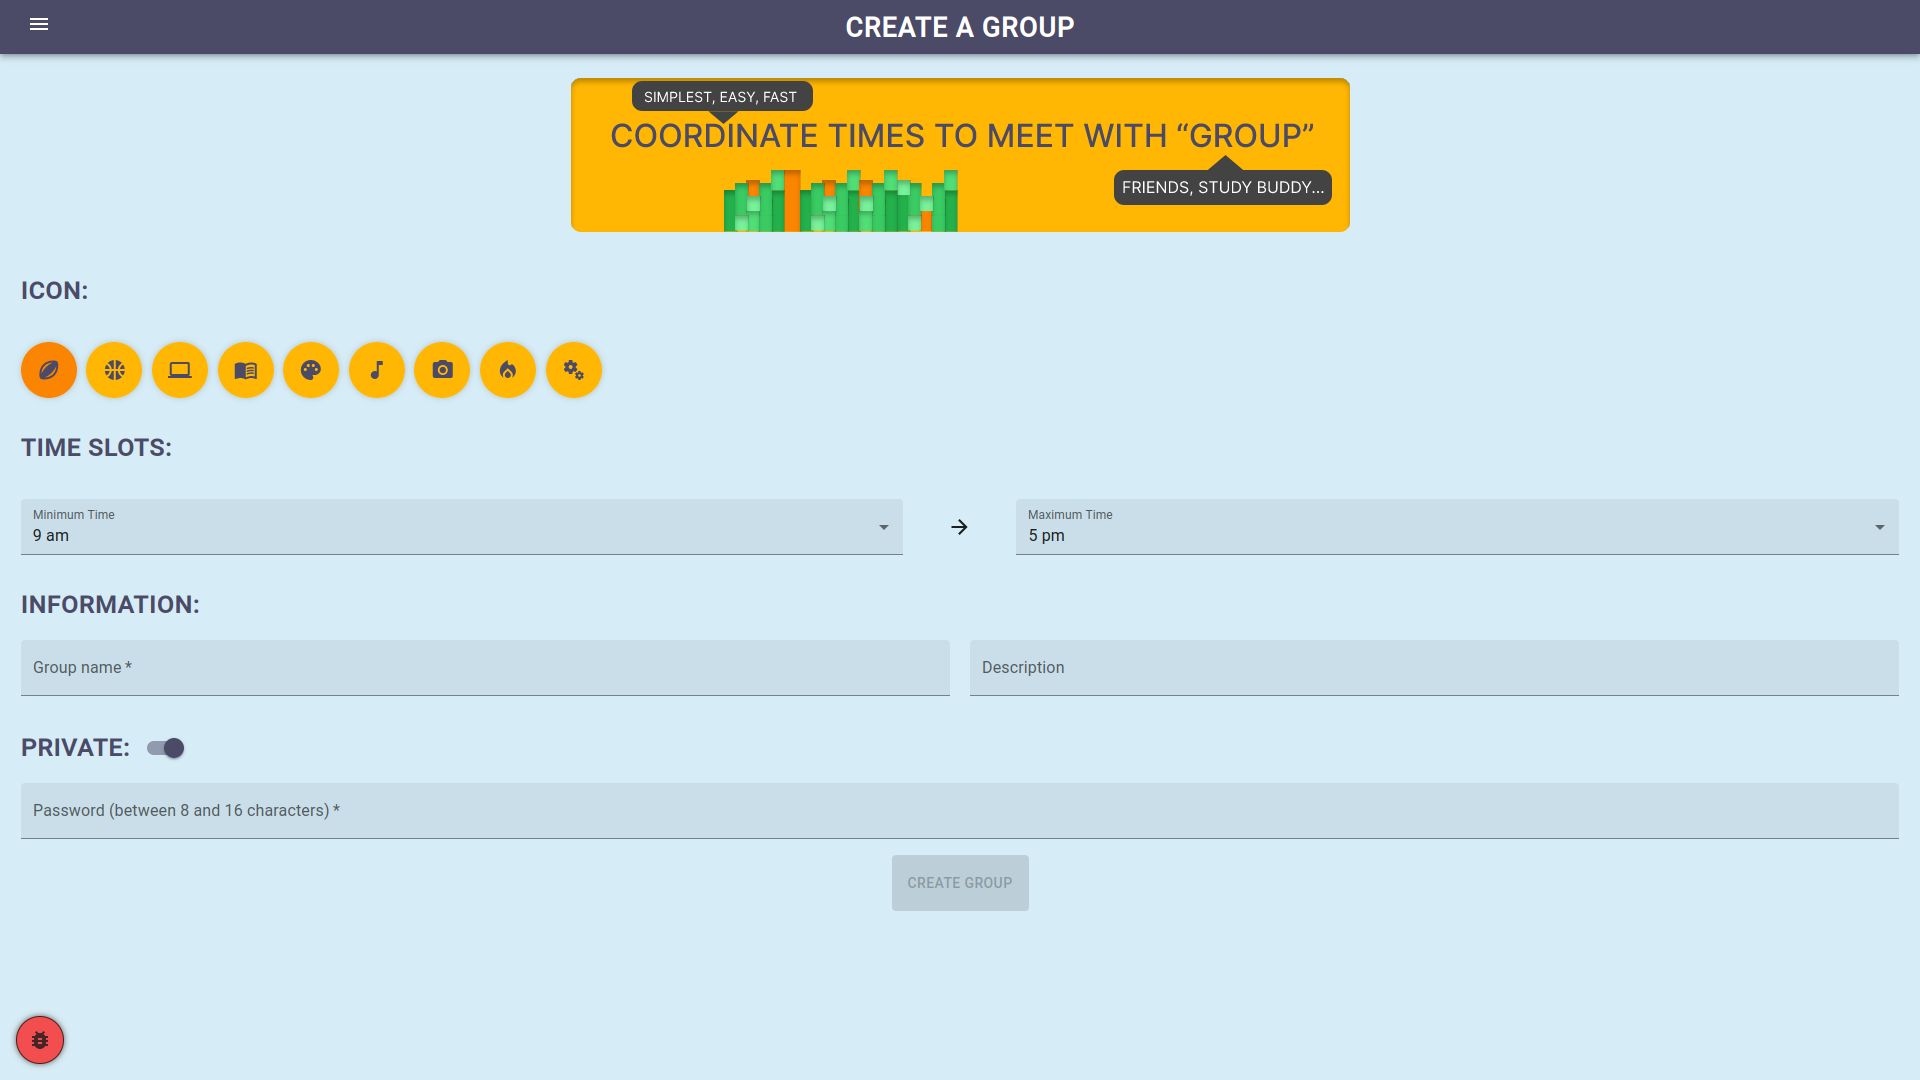 CREATE A GROUP
SIMPLEST, EASY, FAST
COORDINATE TIMES TO MEET WITH “GROUP”
FRIENDS, STUDY BUDDY...
ICON:
TIME SLOTS:
Minimum Time
9 am
Maximum Time
5 pm
INFORMATION:
Group name *
Description
PRIVATE:
Password (between 8 and 16 characters) *
CREATE GROUP